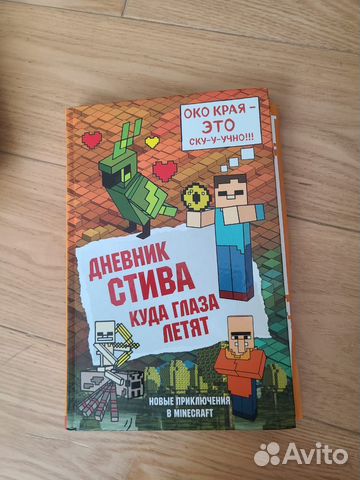 ОКО КРАЯ –
ЭТО
СКУ-У-УЧНО!!!
ДНЕВНИК
СТИВА
КУДА ГЛАЗА
ЛЕТЯТ
НОВЫЕ ПРИКЛЮЧЕНИЯ
В MINECRAFT
Avito